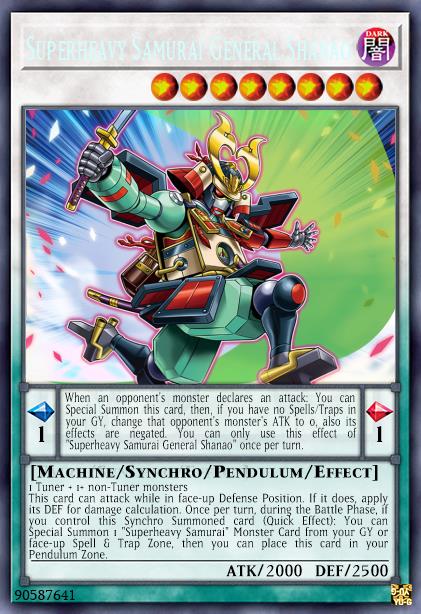 Superheavy Samurai General Shanao
DARK
闇
When an opponent's monster declares an attack: You can
Special Summon this card, then, if you have no Spells/Traps in
your GY, change that opponent's monster's ATK to 0, also its
effects are negated. You can only use this effect of
"Superheavy Samurai General Shanao" once per turn.
1
1
[Machine/Synchro/Pendulum/Effect]
1 Tuner + 1+ non-Tuner monsters
This card can attack while in face-up Defense Position. If it does, apply
its DEF for damage calculation. Once per turn, during the Battle Phase, if
you control this Synchro Summoned card (Quick Effect): You can
Special Summon 1 "Superheavy Samurai" Monster Card from your GY or
face-up Spell & Trap Zone, then you can place this card in your
Pendulum Zone.
ATK/2000 DEF/2500
90587641